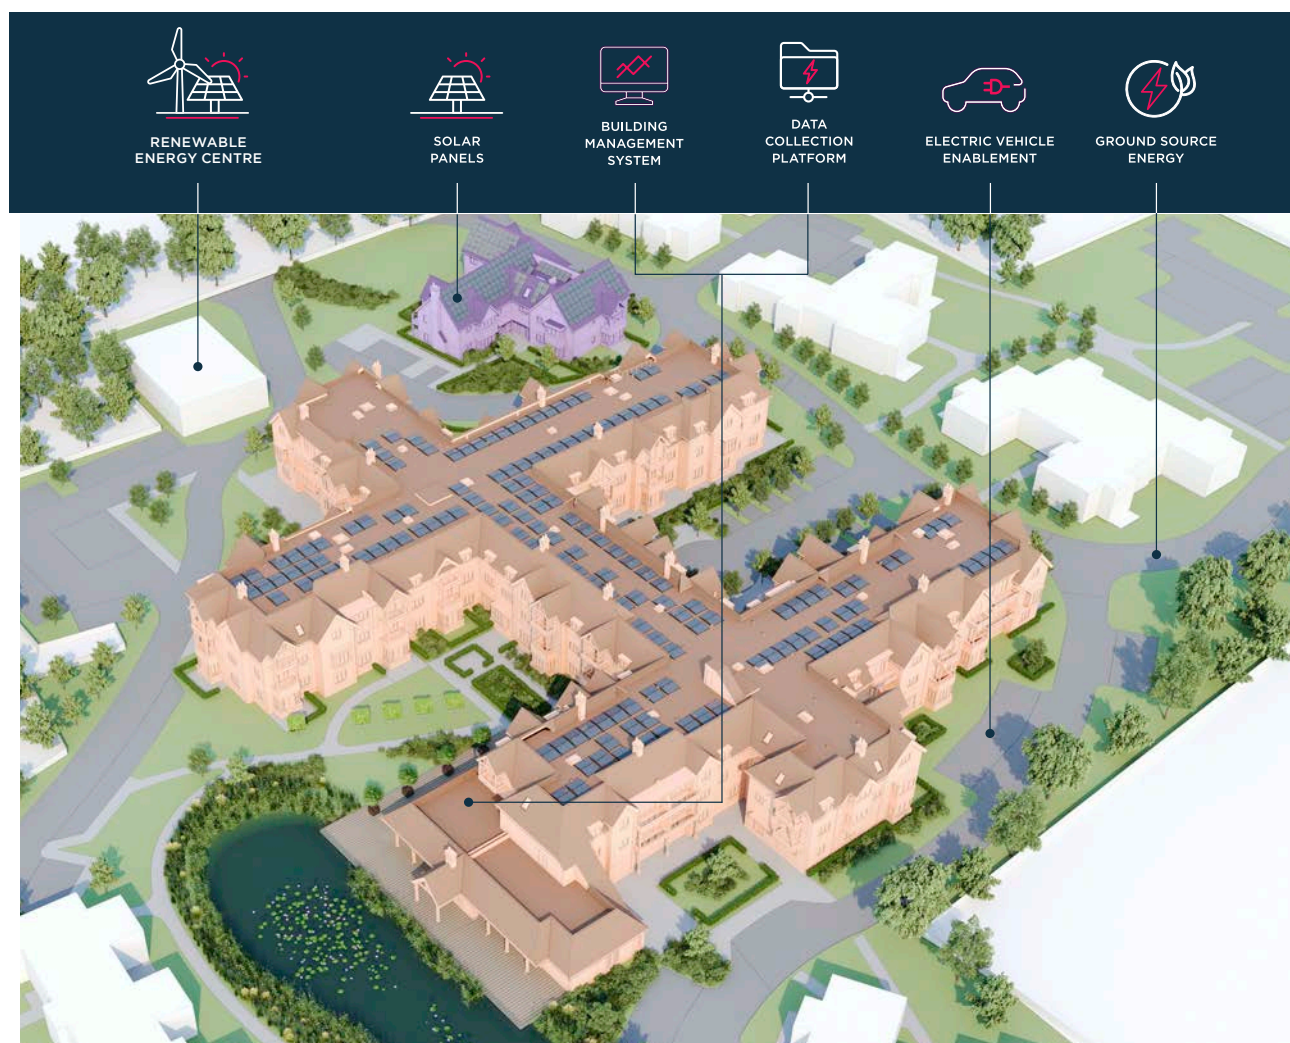 RENEWABLE
ENERGY CENTRE
SOLAR
PANELS
BUILDING
MANAGEMENT
SYSTEM
DATA
COLLECTION
PLATFORM
ELECTRIC VEHICLE
ENABLEMENT
GROUND SOURCE
ENERGY